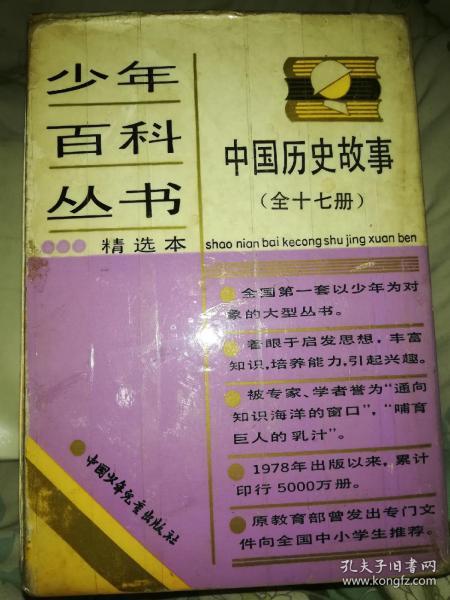 少年
百科
丛书
精选本
中国历史故事
（全十七册）
shao nian bai kecong shu jing xuan ben
全国第一套以少年为对
象的大型丛书。
着眼于启发思想，丰富
知识，培养能力，引起兴趣。
被专家、学者誉为“通向
知识海洋的窗口”，“哺育
巨人的乳汁”。
1978年出版以来，累计
印行5000万册。
原教育部曾发出专门文
件向全国中小学生推荐。
中国少年儿童出版社
孔夫子旧书网
www.kongfz.com